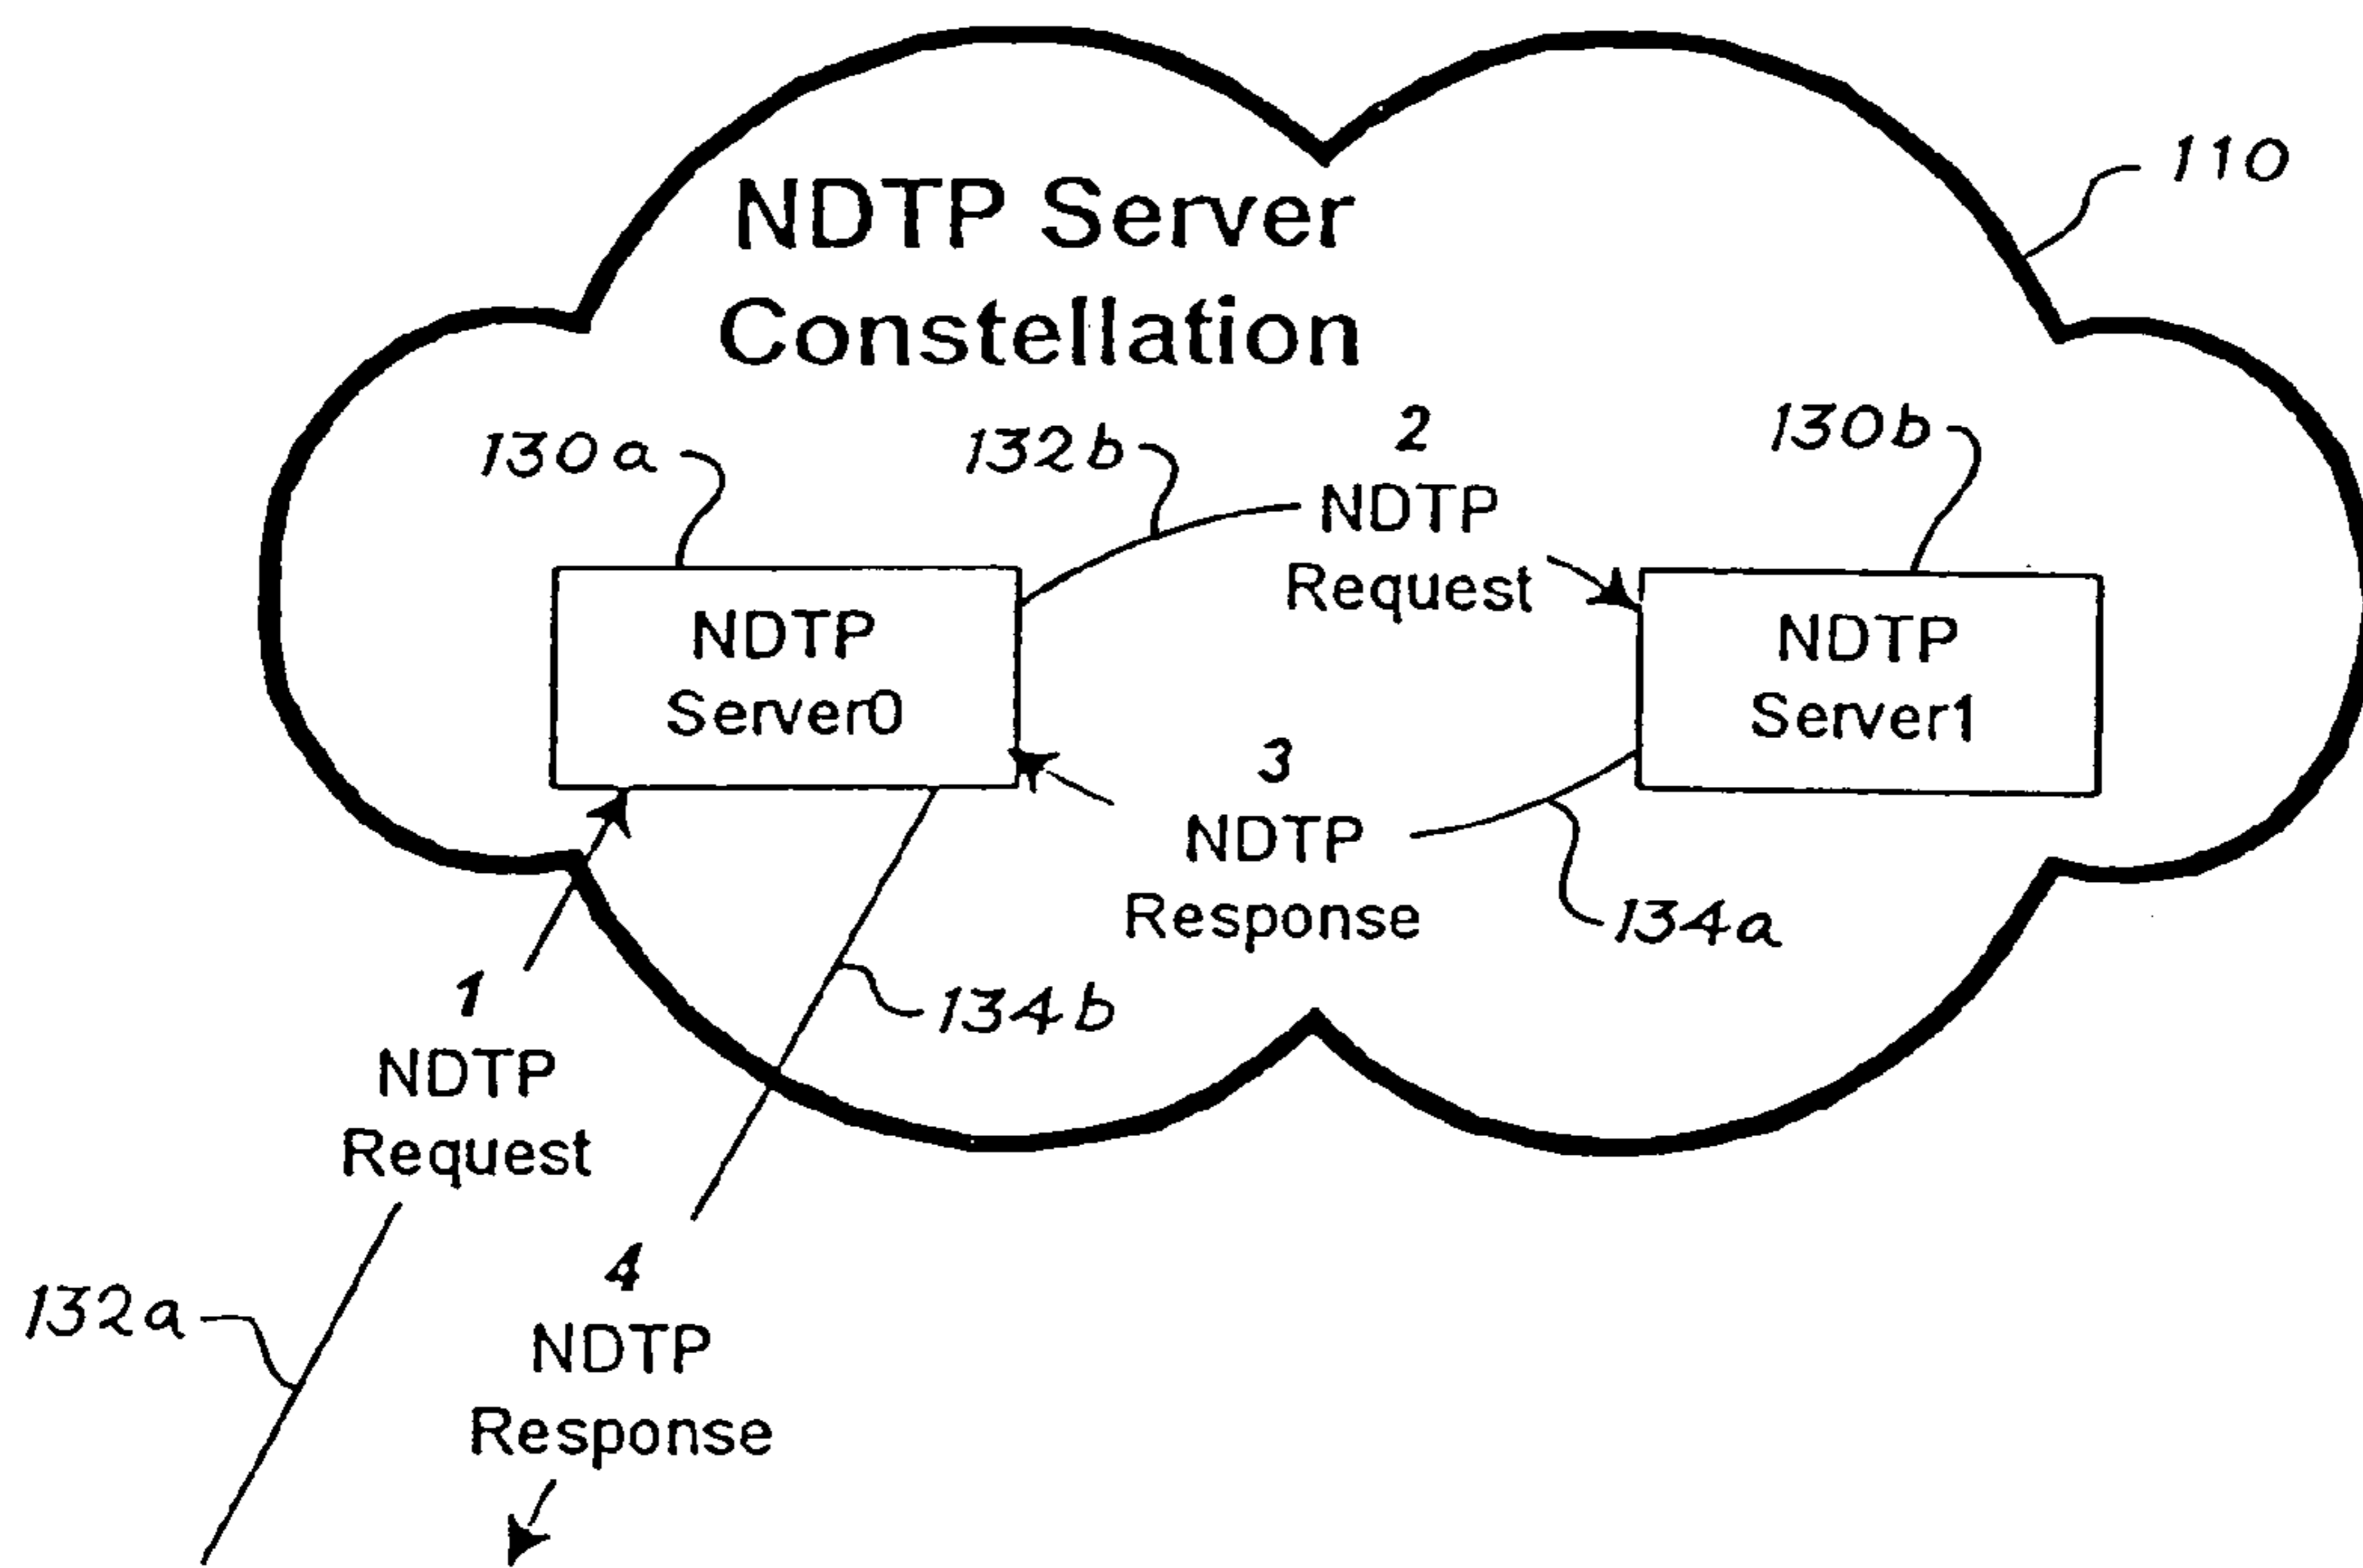 110
NDTP Server
Constellation
130a
132b
2
130b
NDTP
Request
NDTP
Server0
NDTP
Server1
3
NDTP
Response
134a
1
134b
NDTP
Request
4
132a
NDTP
Response